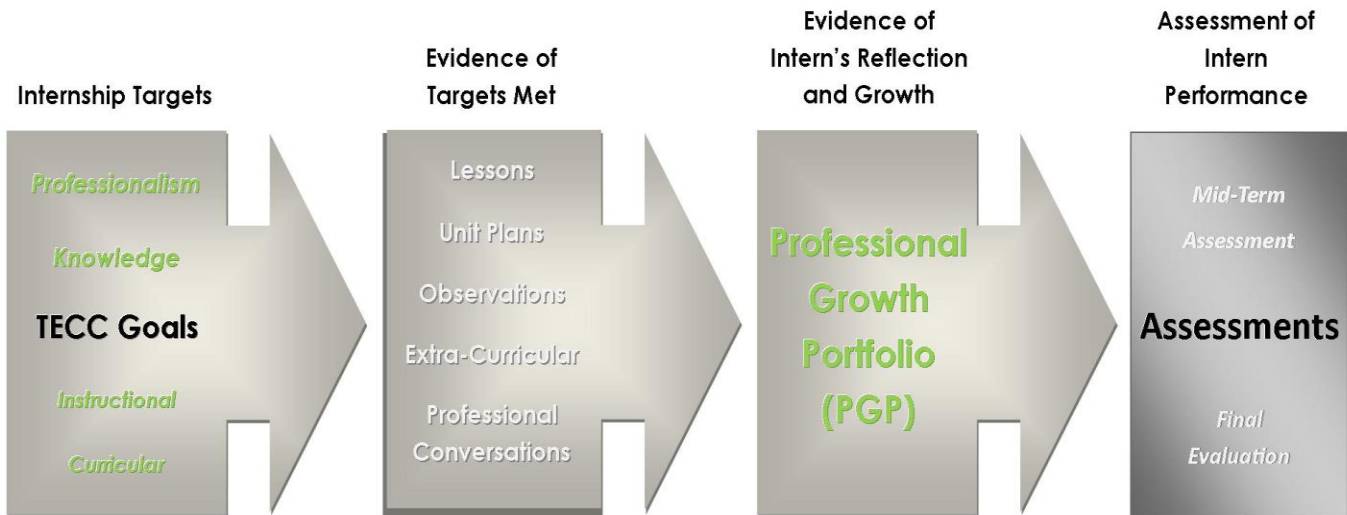 Internship Targets
Professionalism
Knowledge
TECC Goals
Instructional
Curricular
Evidence of
Targets Met
Lessons
Unit Plans
Observations
Extra-Curricular
Professional
Conversations
Evidence of
Intern's Reflection
and Growth
Professional
Growth
Portfolio
(PGP)
Assessment of
Intern
Performance
Mid-Term
Assessment
Assessments
Final
Evaluation